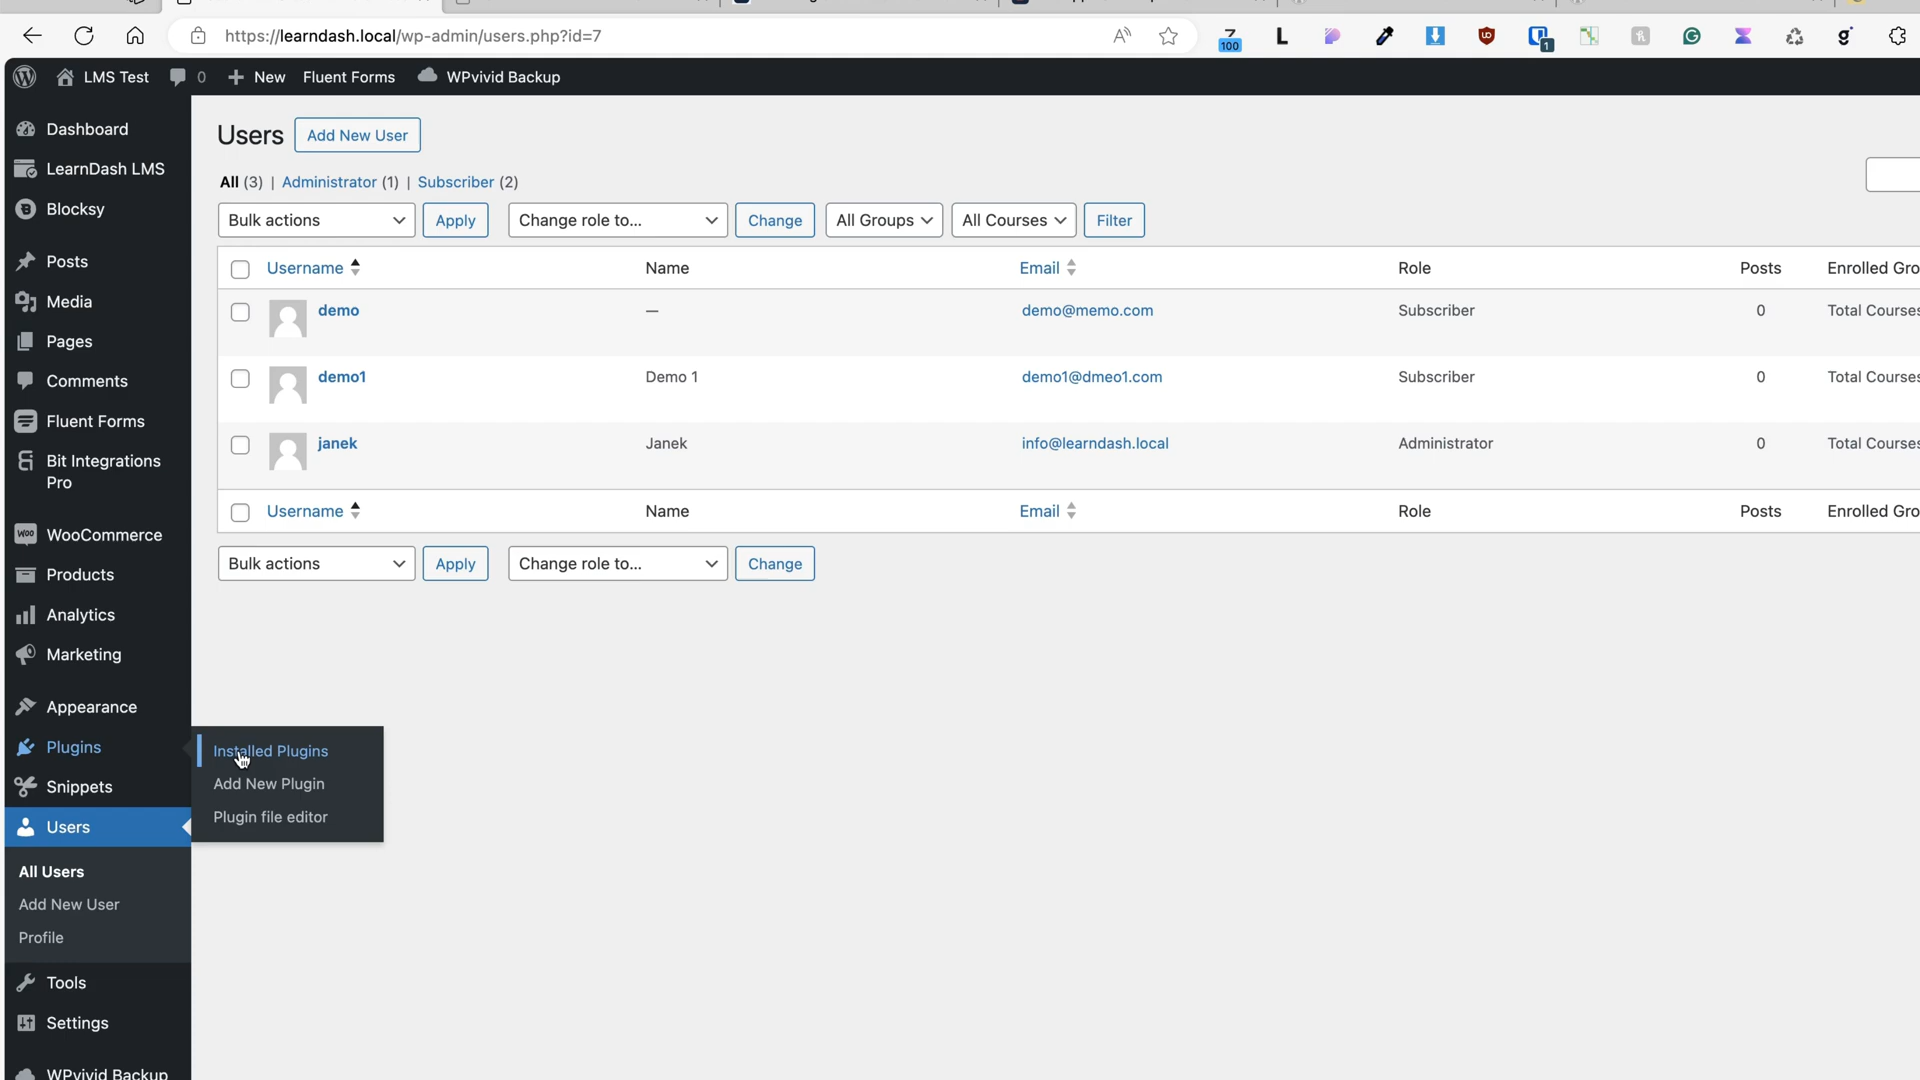 https://learndash.local/wp-admin/users.php?id=7
A))
100
L
1
g
LMS Test 0 New Fluent Forms WPvivid Backup
Dashboard
LearnDash LMS
Blocksy
Posts
Media
Pages
Comments
Fluent Forms
Bit Integrations
Pro
WooCommerce
Products
Analytics
Marketing
Appearance
Plugins
Snippets
Users
All Users
Add New User
Profile
Tools
Settings
WPvivid Backup
Installed Plugins
Add New Plugin
Plugin file editor
Users Add New User
All (3) | Administrator (1) | Subscriber (2)
Bulk actions Apply Change role to... Change All Groups All Courses Filter
Username Name Email Role Posts Enrolled Gro
demo — demo@memo.com Subscriber 0 Total Courses
demo1 Demo 1 demo1@dmeo1.com Subscriber 0 Total Courses
janek Janek info@learndash.local Administrator 0 Total Courses
Username Name Email Role Posts Enrolled Gro
Bulk actions Apply Change role to... Change